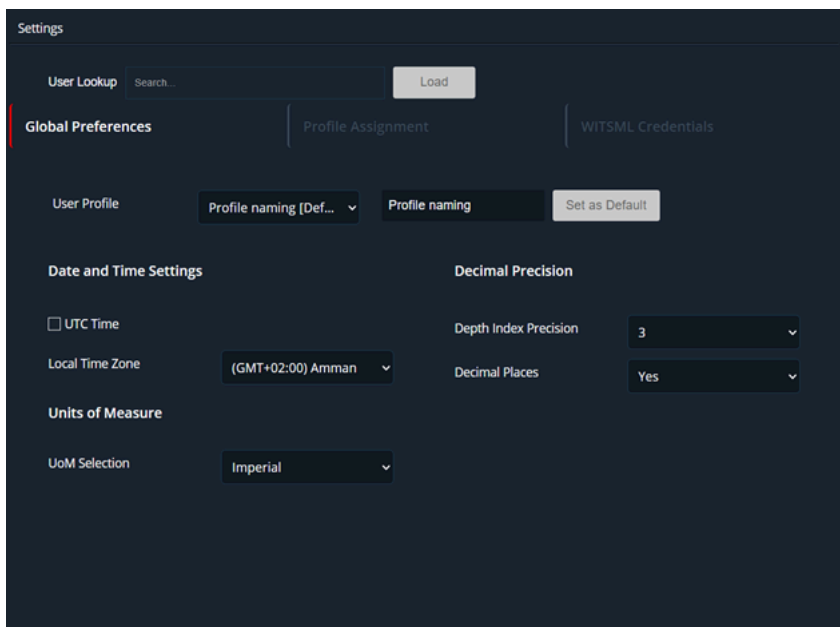 Settings
User Lookup Search... Load
Global Preferences Profile Assignment WITSML Credentials
User Profile Profile naming [Def... Profile naming Set as Default
Date and Time Settings Decimal Precision
UTC Time
Depth Index Precision 3
Local Time Zone (GMT+02:00) Amman
Decimal Places Yes
Units of Measure
UoM Selection Imperial